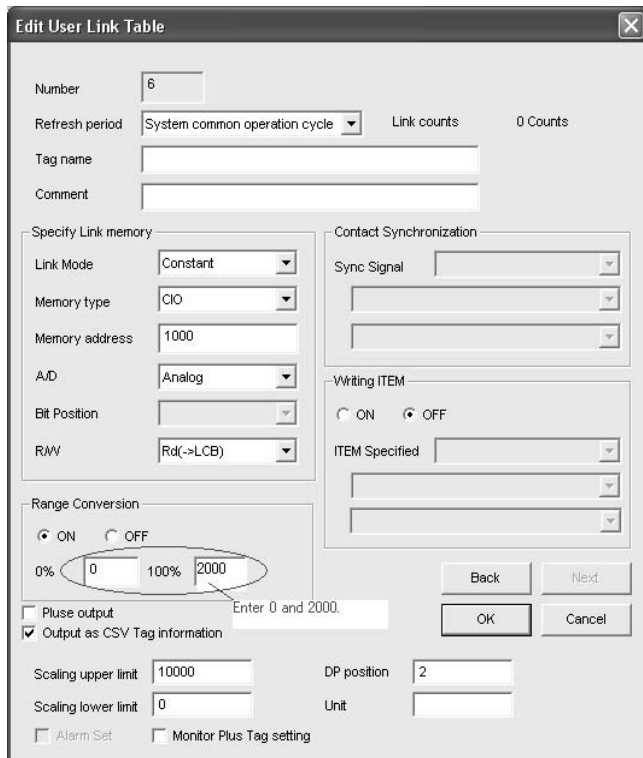 Edit User Link Table
Number 6
Refresh period System common operation cycle Link counts 0 Counts
Tag name
Comment
Specify Link memory
Link Mode Constant
Memory type CIO
Memory address 1000
A/D Analog
Bit Position
R/W Rd(->LCB)
Contact Synchronization
Sync Signal
Writing ITEM
ON OFF
ITEM Specified
Range Conversion
ON OFF
0% 0 100% 2000
Enter 0 and 2000.
Back Next
Pluse output
Output as CSV Tag information
OK Cancel
Scaling upper limit 10000 DP position 2
Scaling lower limit 0 Unit
Alarm Set Monitor Plus Tag setting